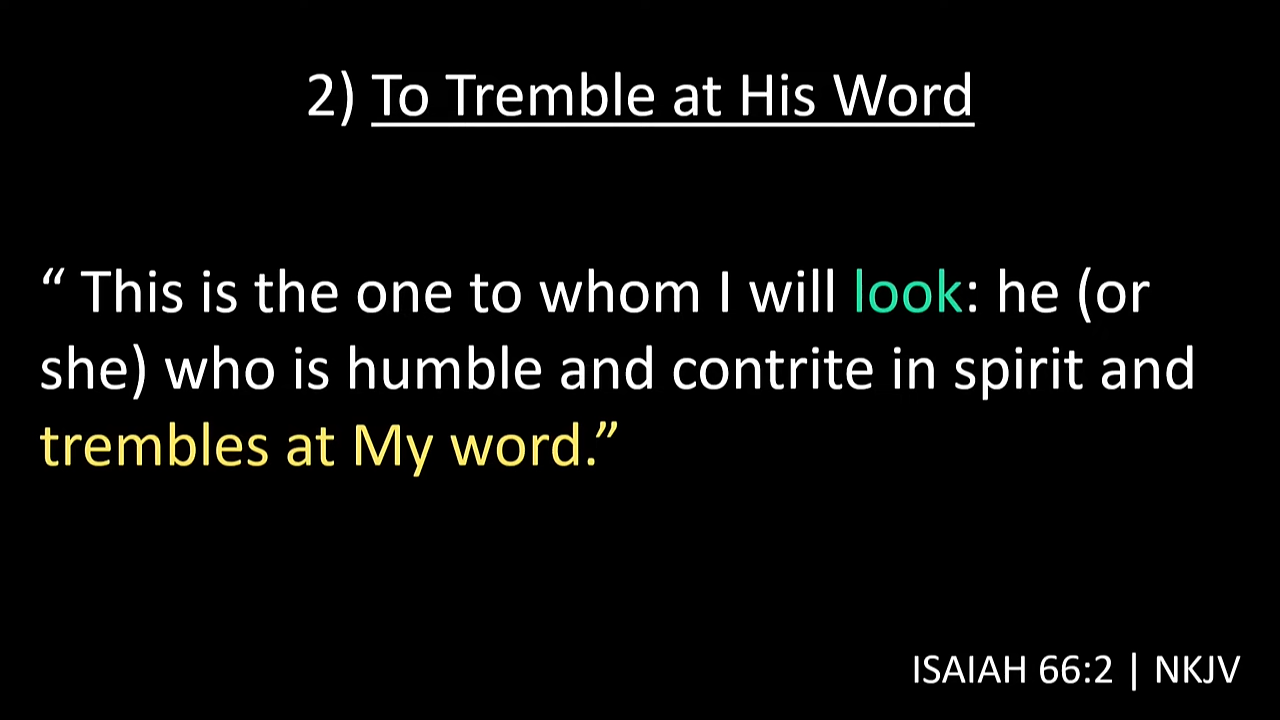 2) To Tremble at His Word
“ This is the one to whom I will look: he (or
she) who is humble and contrite in spirit and
trembles at My word.”
ISAIAH 66:2 | NKJV